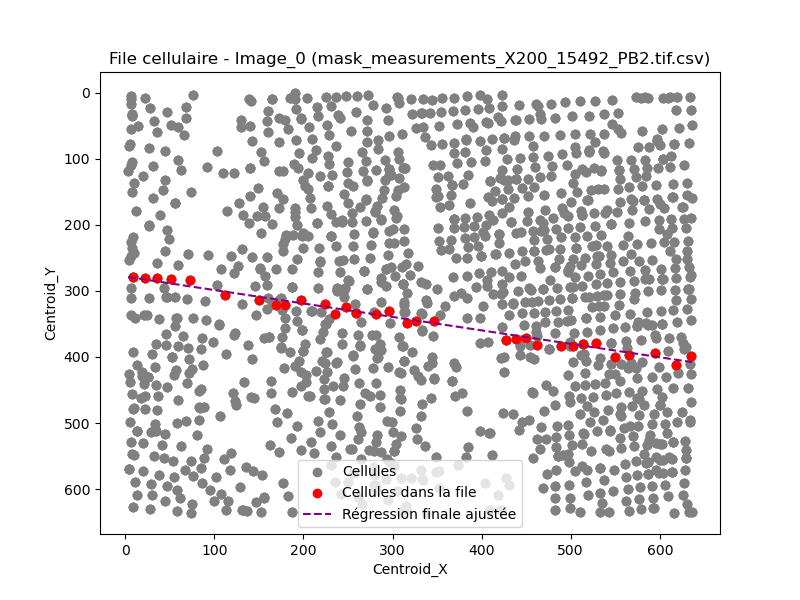 File cellulaire - Image_0 (mask_measurements_X200_15492_PB2.tif.csv)
0
100
200
300
400
500
600
Centroid_Y
Cellules
Cellules dans la file
Régression finale ajustée
0 100 200 300 400 500 600
Centroid_X